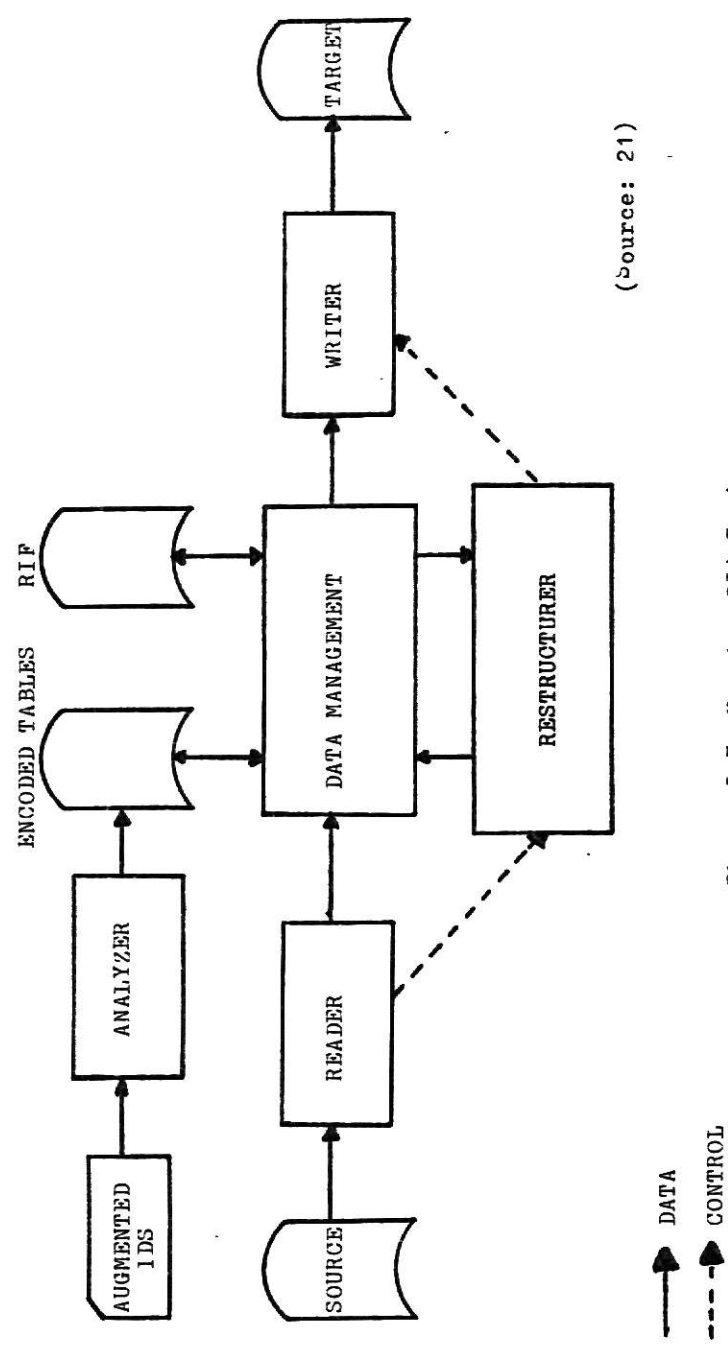 AUGMENTED
IDS
ANALYZER
ENCODED TABLES
RIF
SOURCE
READER
DATA MANAGEMENT
WRITER
TARGET
RESTRUCTURER
(Source: 21)
DATA
CONTROL